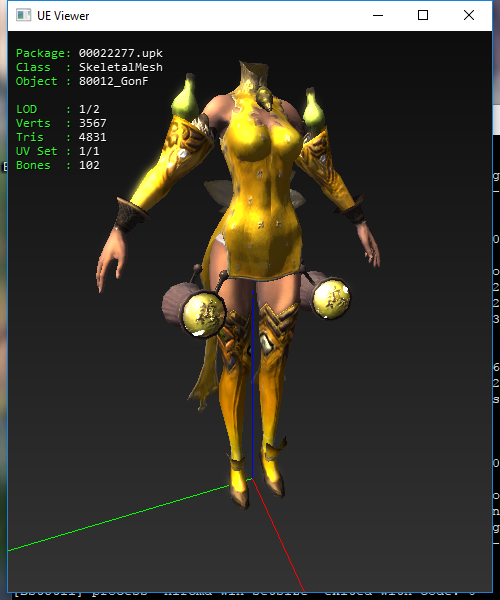 UE Viewer
Package: 00022277.upk
Class : SkeletalMesh
Object : 80012_GonF
LOD : 1/2
Verts : 3567
Tris : 4831
UV Set : 1/1
Bones : 102